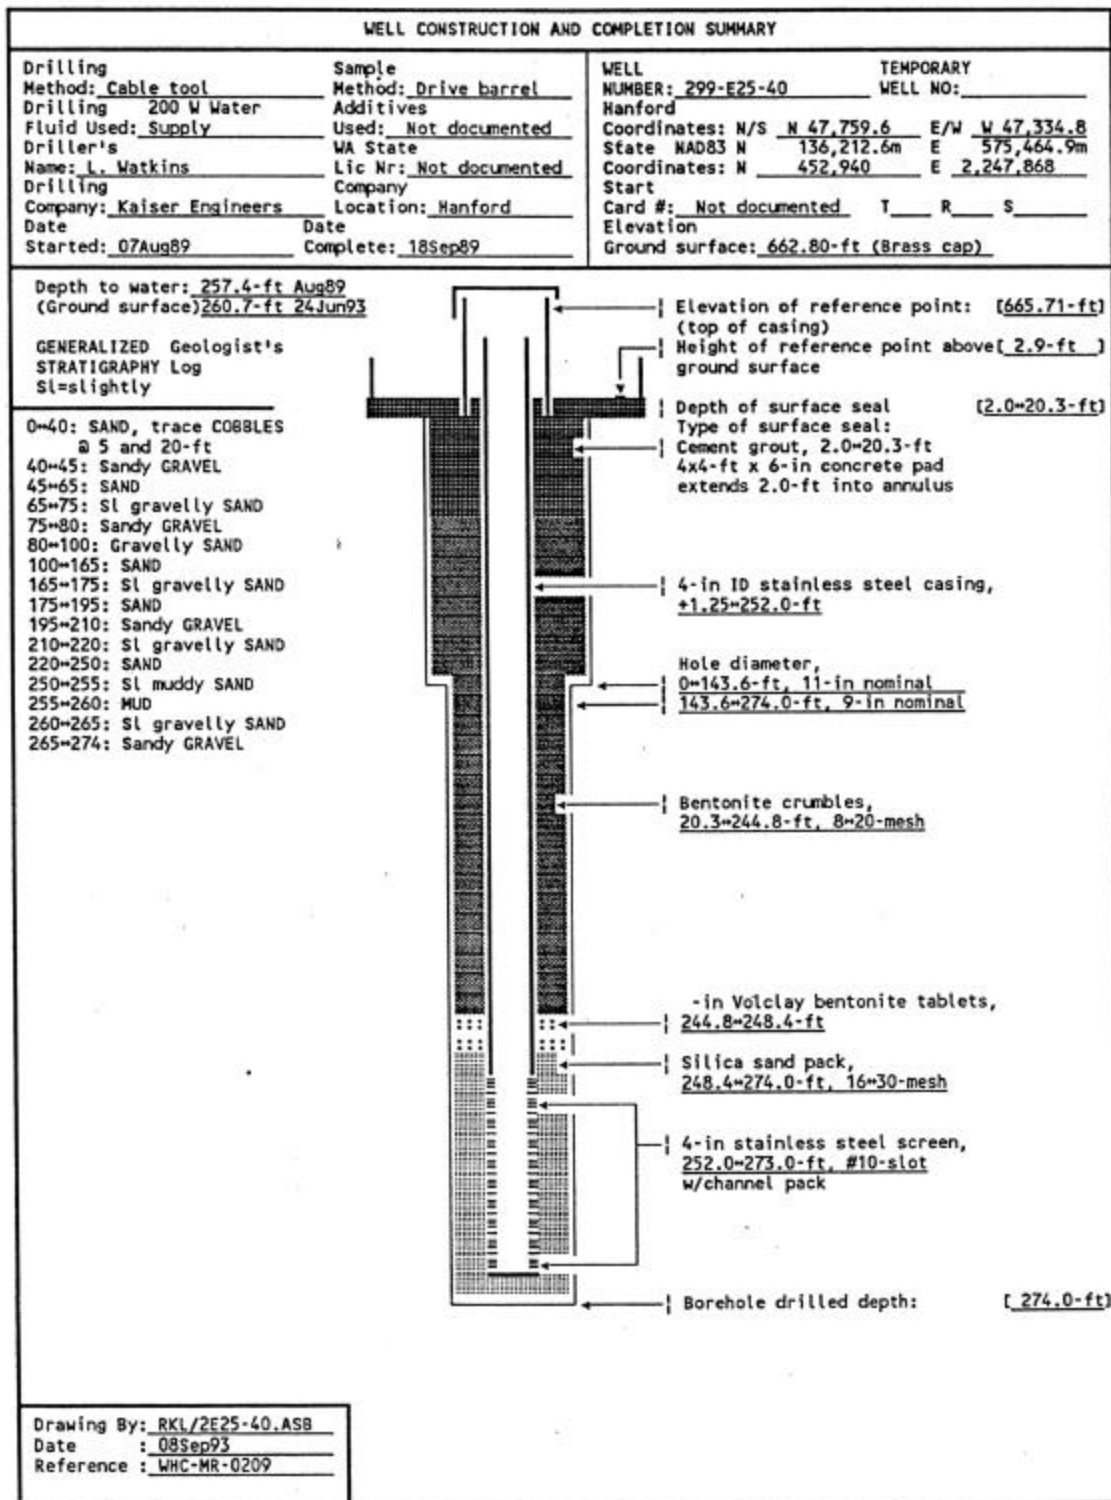 WELL CONSTRUCTION AND COMPLETION SUMMARY
Drilling Sample
Method: Cable tool Method: Drive barrel
Drilling 200 W Water Additives
Fluid Used: Supply Used: Not documented
Driller's WA State
Name: L. Watkins Lic Nr: Not documented
Drilling Company
Company: Kaiser Engineers Location: Hanford
Date Date
Started: 07Aug89 Complete: 18Sep89
WELL TEMPORARY
NUMBER: 299-E25-40 WELL NO:
Hanford
Coordinates: N/S N 47,759.6 E/W W 47,334.8
State NAD83 N 136,212.6m E 575,464.9m
Coordinates: N 452,940 E 2,247,868
Start
Card #: Not documented T R S
Elevation
Ground surface: 662.80-ft (Brass cap)
Depth to water: 257.4-ft Aug89
(Ground surface) 260.7-ft 24Jun93
GENERALIZED Geologist's
STRATIGRAPHY Log
Sl=slightly
0↔40: SAND, trace COBBLES
@ 5 and 20-ft
40↔45: Sandy GRAVEL
45↔65: SAND
65↔75: Sl gravelly SAND
75↔80: Sandy GRAVEL
80↔100: Gravelly SAND
100↔165: SAND
165↔175: Sl gravelly SAND
175↔195: SAND
195↔210: Sandy GRAVEL
210↔220: Sl gravelly SAND
220↔250: SAND
250↔255: Sl muddy SAND
255↔260: MUD
260↔265: Sl gravelly SAND
265↔274: Sandy GRAVEL
Elevation of reference point: [665.71-ft]
(top of casing)
Height of reference point above[ 2.9-ft ]
ground surface
Depth of surface seal [2.0↔20.3-ft]
Type of surface seal:
Cement grout, 2.0↔20.3-ft
4x4-ft x 6-in concrete pad
extends 2.0-ft into annulus
4-in ID stainless steel casing,
+1.25↔252.0-ft
Hole diameter,
0↔143.6-ft, 11-in nominal
143.6↔274.0-ft, 9-in nominal
Bentonite crumbles,
20.3↔244.8-ft, 8↔20-mesh
-in Volclay bentonite tablets,
244.8↔248.4-ft
Silica sand pack,
248.4↔274.0-ft, 16↔30-mesh
4-in stainless steel screen,
252.0↔273.0-ft, #10-slot
w/channel pack
Borehole drilled depth: [ 274.0-ft]
Drawing By: RKL/2E25-40.ASB
Date : 08Sep93
Reference : WHC-MR-0209